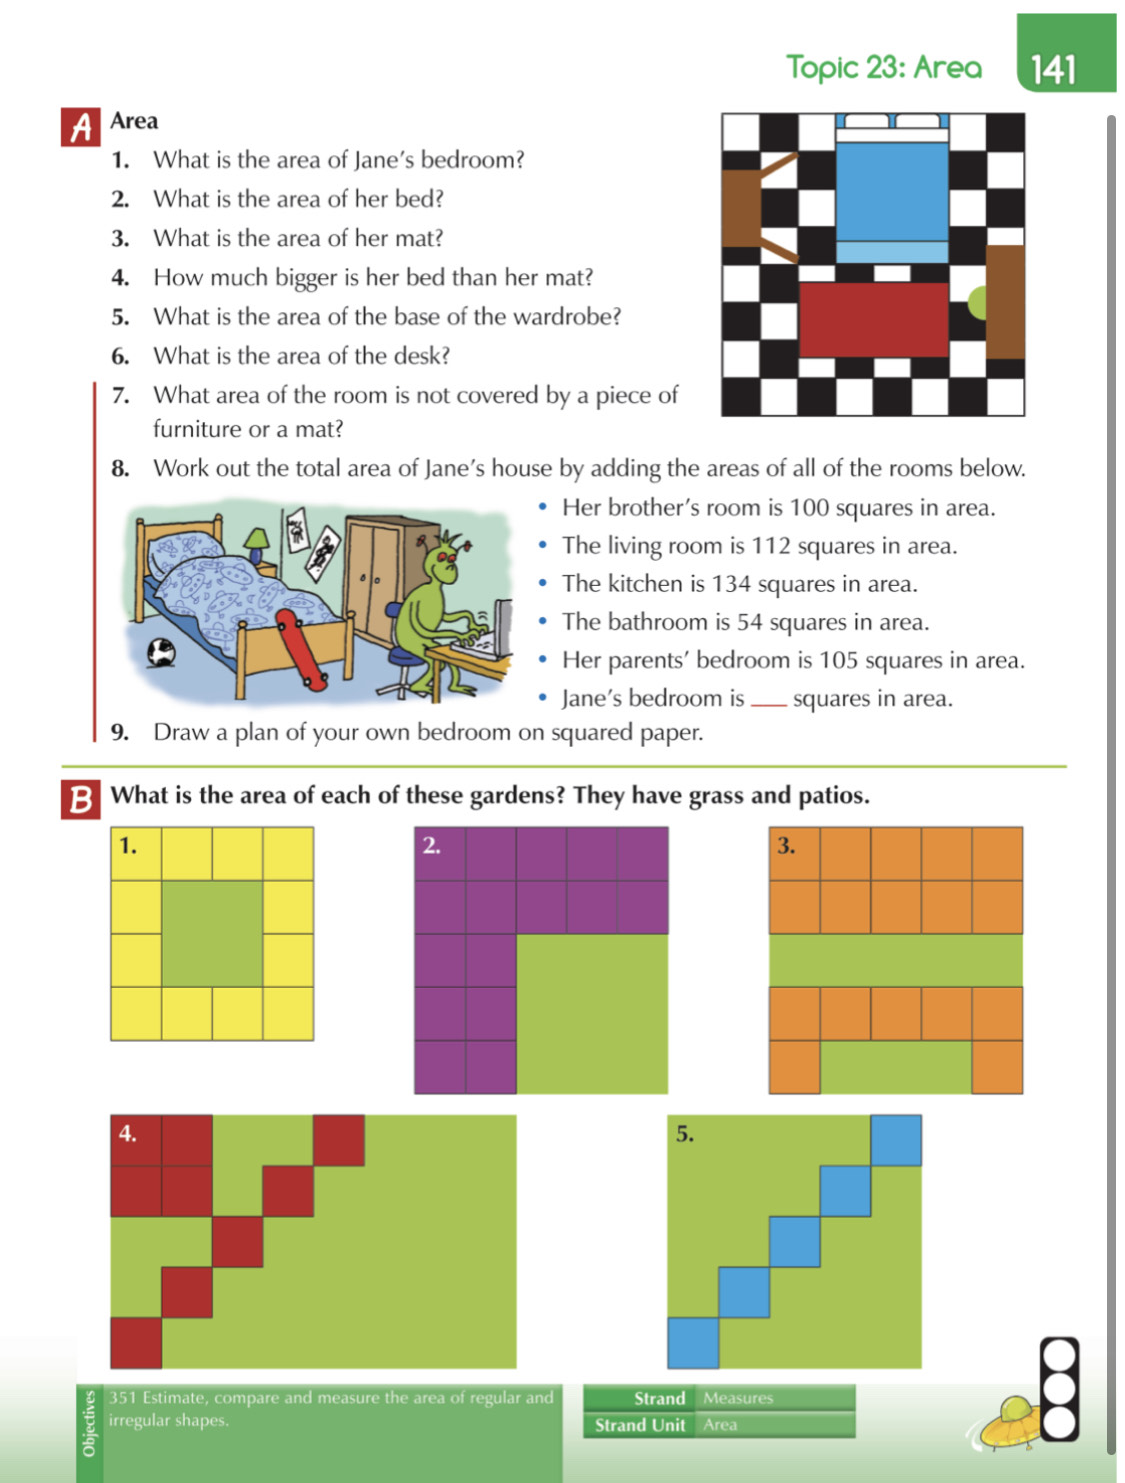 Topic 23: Area 141
A Area
1. What is the area of Jane's bedroom?
2. What is the area of her bed?
3. What is the area of her mat?
4. How much bigger is her bed than her mat?
5. What is the area of the base of the wardrobe?
6. What is the area of the desk?
7. What area of the room is not covered by a piece of
furniture or a mat?
8. Work out the total area of Jane's house by adding the areas of all of the rooms below.
• Her brother's room is 100 squares in area.
• The living room is 112 squares in area.
• The kitchen is 134 squares in area.
• The bathroom is 54 squares in area.
• Her parents' bedroom is 105 squares in area.
• Jane's bedroom is ___ squares in area.
9. Draw a plan of your own bedroom on squared paper.
B What is the area of each of these gardens? They have grass and patios.
1. 2. 3.
4. 5.
Objectives
351 Estimate, compare and measure the area of regular and
irregular shapes.
Strand Measures
Strand Unit Area